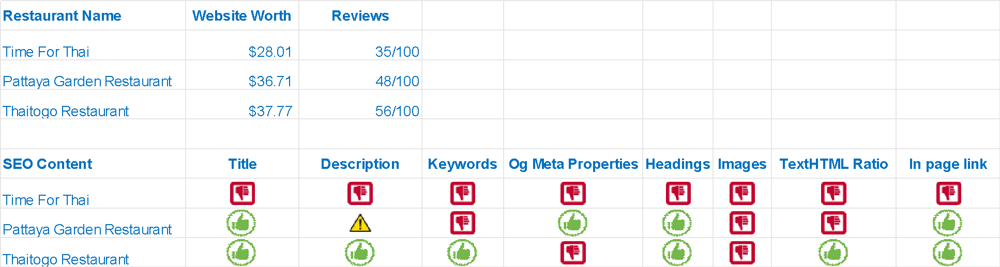 Restaurant Name Website Worth Reviews
Time For Thai $28.01 35/100
Pattaya Garden Restaurant $36.71 48/100
Thaitogo Restaurant $37.77 56/100
SEO Content Title Description Keywords Og Meta Properties Headings Images TextHTML Ratio In page link
Time For Thai
Pattaya Garden Restaurant
Thaitogo Restaurant